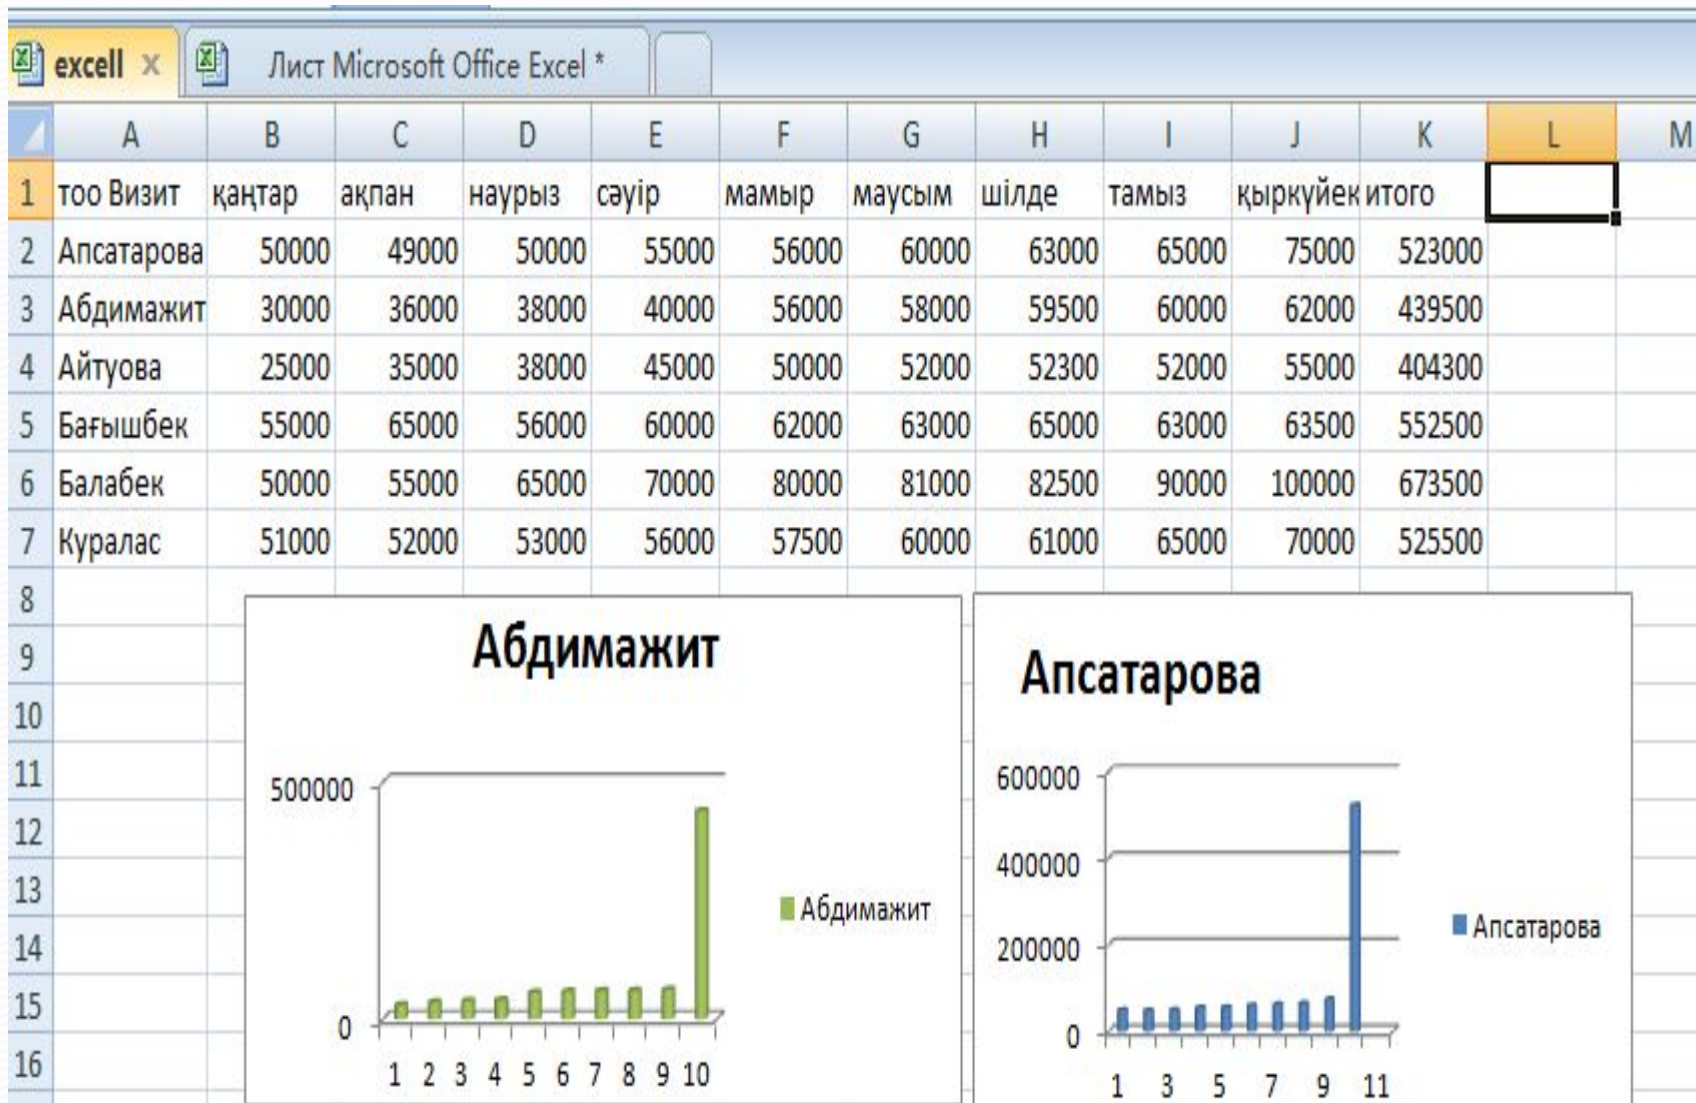 excell x Лист Microsoft Office Excel *
A B C D E F G H I J K L M
1 тоо Визит қаңтар ақпан наурыз сәуір мамыр маусым шілде тамыз қыркүйек итого
2 Апсатарова 50000 49000 50000 55000 56000 60000 63000 65000 75000 523000
3 Абдимажит 30000 36000 38000 40000 56000 58000 59500 60000 62000 439500
4 Айтуова 25000 35000 38000 45000 50000 52000 52300 52000 55000 404300
5 Бағышбек 55000 65000 56000 60000 62000 63000 65000 63000 63500 552500
6 Балабек 50000 55000 65000 70000 80000 81000 82500 90000 100000 673500
7 Куралас 51000 52000 53000 56000 57500 60000 61000 65000 70000 525500
8
9
10
11
12
13
14
15
16
Абдимажит
500000
0
1 2 3 4 5 6 7 8 9 10
Абдимажит
Апсатарова
600000
400000
200000
0
1 3 5 7 9 11
Апсатарова